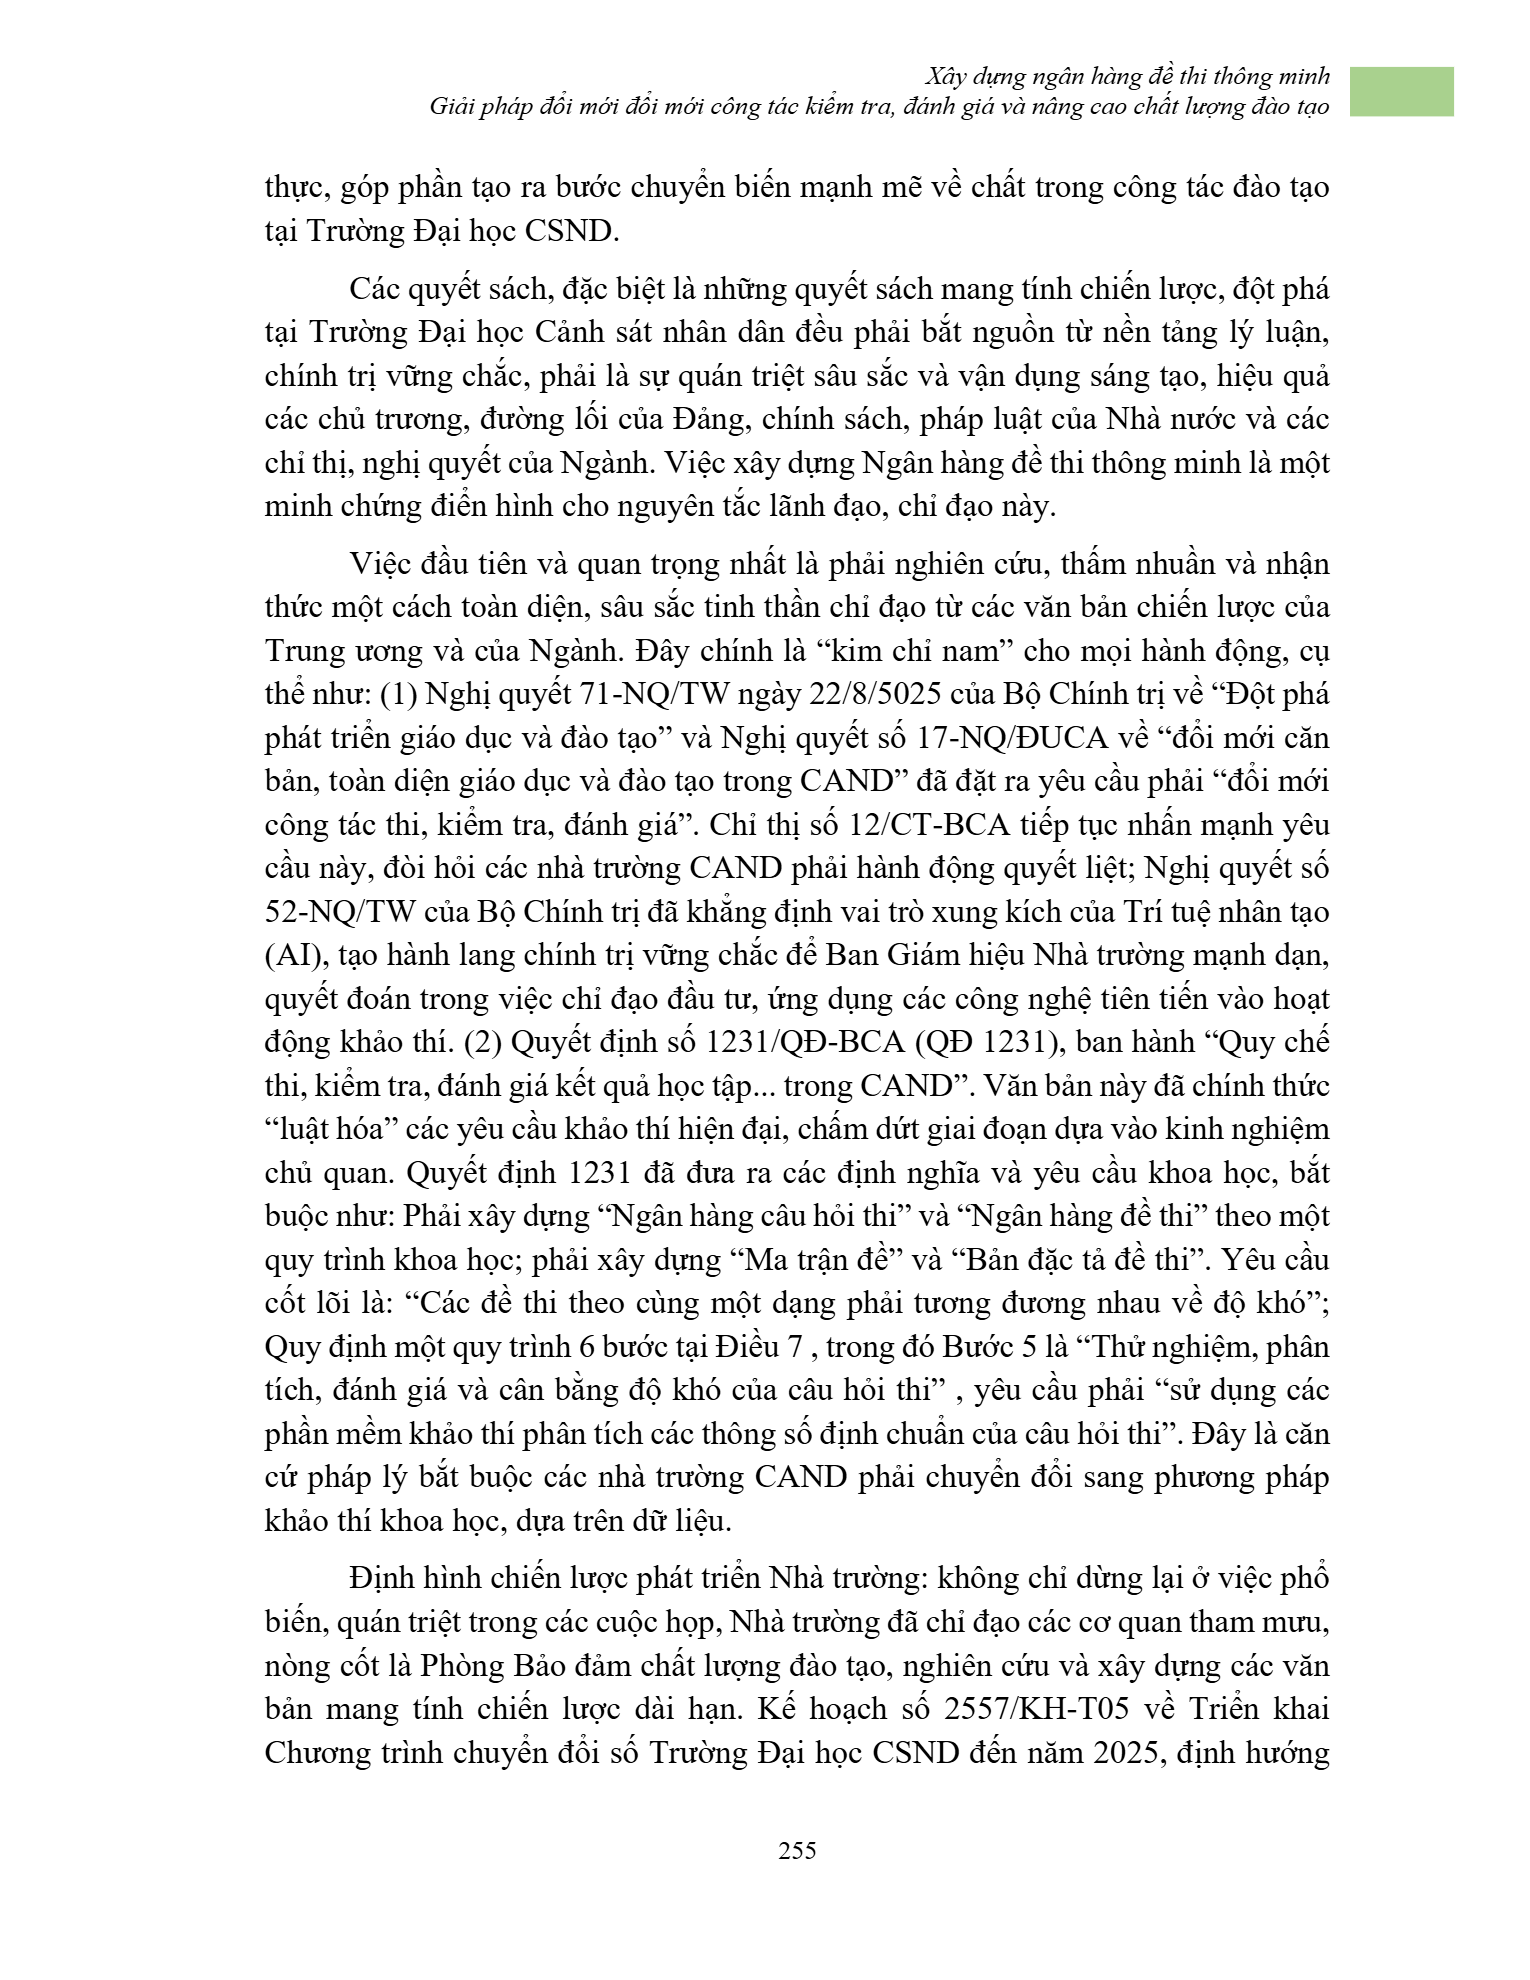 Xây dựng ngân hàng đề thi thông minh
Giải pháp đổi mới đổi mới công tác kiểm tra, đánh giá và nâng cao chất lượng đào tạo
thực, góp phần tạo ra bước chuyển biến mạnh mẽ về chất trong công tác đào tạo
tại Trường Đại học CSND.
Các quyết sách, đặc biệt là những quyết sách mang tính chiến lược, đột phá
tại Trường Đại học Cảnh sát nhân dân đều phải bắt nguồn từ nền tảng lý luận,
chính trị vững chắc, phải là sự quán triệt sâu sắc và vận dụng sáng tạo, hiệu quả
các chủ trương, đường lối của Đảng, chính sách, pháp luật của Nhà nước và các
chỉ thị, nghị quyết của Ngành. Việc xây dựng Ngân hàng đề thi thông minh là một
minh chứng điển hình cho nguyên tắc lãnh đạo, chỉ đạo này.
Việc đầu tiên và quan trọng nhất là phải nghiên cứu, thấm nhuần và nhận
thức một cách toàn diện, sâu sắc tinh thần chỉ đạo từ các văn bản chiến lược của
Trung ương và của Ngành. Đây chính là “kim chỉ nam” cho mọi hành động, cụ
thể như: (1) Nghị quyết 71-NQ/TW ngày 22/8/5025 của Bộ Chính trị về “Đột phá
phát triển giáo dục và đào tạo” và Nghị quyết số 17-NQ/ĐUCA về “đổi mới căn
bản, toàn diện giáo dục và đào tạo trong CAND” đã đặt ra yêu cầu phải “đổi mới
công tác thi, kiểm tra, đánh giá”. Chỉ thị số 12/CT-BCA tiếp tục nhấn mạnh yêu
cầu này, đòi hỏi các nhà trường CAND phải hành động quyết liệt; Nghị quyết số
52-NQ/TW của Bộ Chính trị đã khẳng định vai trò xung kích của Trí tuệ nhân tạo
(AI), tạo hành lang chính trị vững chắc để Ban Giám hiệu Nhà trường mạnh dạn,
quyết đoán trong việc chỉ đạo đầu tư, ứng dụng các công nghệ tiên tiến vào hoạt
động khảo thí. (2) Quyết định số 1231/QĐ-BCA (QĐ 1231), ban hành “Quy chế
thi, kiểm tra, đánh giá kết quả học tập... trong CAND”. Văn bản này đã chính thức
“luật hóa” các yêu cầu khảo thí hiện đại, chấm dứt giai đoạn dựa vào kinh nghiệm
chủ quan. Quyết định 1231 đã đưa ra các định nghĩa và yêu cầu khoa học, bắt
buộc như: Phải xây dựng “Ngân hàng câu hỏi thi” và “Ngân hàng đề thi” theo một
quy trình khoa học; phải xây dựng “Ma trận đề” và “Bản đặc tả đề thi”. Yêu cầu
cốt lõi là: “Các đề thi theo cùng một dạng phải tương đương nhau về độ khó”;
Quy định một quy trình 6 bước tại Điều 7 , trong đó Bước 5 là “Thử nghiệm, phân
tích, đánh giá và cân bằng độ khó của câu hỏi thi” , yêu cầu phải “sử dụng các
phần mềm khảo thí phân tích các thông số định chuẩn của câu hỏi thi”. Đây là căn
cứ pháp lý bắt buộc các nhà trường CAND phải chuyển đổi sang phương pháp
khảo thí khoa học, dựa trên dữ liệu.
Định hình chiến lược phát triển Nhà trường: không chỉ dừng lại ở việc phổ
biến, quán triệt trong các cuộc họp, Nhà trường đã chỉ đạo các cơ quan tham mưu,
nòng cốt là Phòng Bảo đảm chất lượng đào tạo, nghiên cứu và xây dựng các văn
bản mang tính chiến lược dài hạn. Kế hoạch số 2557/KH-T05 về Triển khai
Chương trình chuyển đổi số Trường Đại học CSND đến năm 2025, định hướng
255